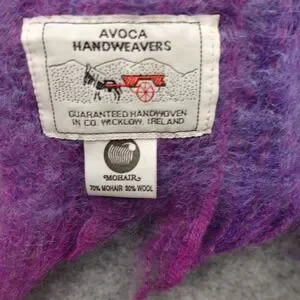 AVOCA
HANDWEAVERS
GUARANTEED HANDWOVEN
IN CO. WICKLOW, IRELAND
MOHAIR
70% MOHAIR 30% WOOL